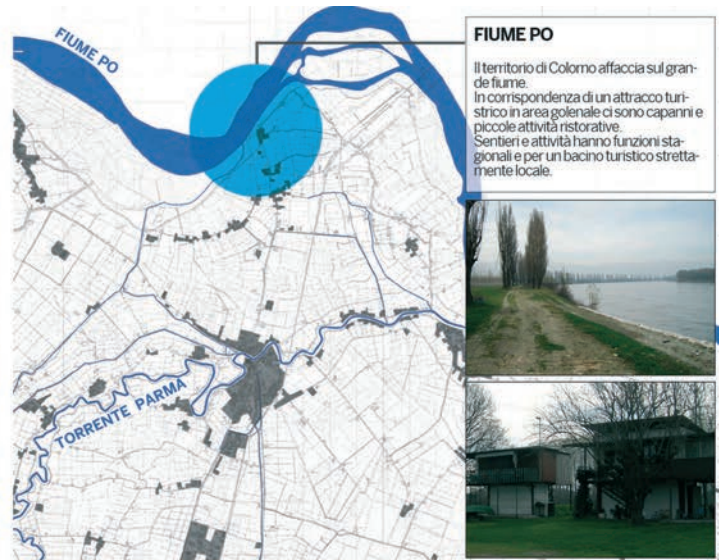 FIUME PO
FIUME PO
Il territorio di Colorno affaccia sul gran-
de fiume.
In corrispondenza di un attracco turi-
strico in area golenale ci sono capanni e
piccole attività ristorative.
Sentieri e attività hanno funzioni sta-
gionali e per un bacino turistico stretta-
mente locale.
TORRENTE PARMA